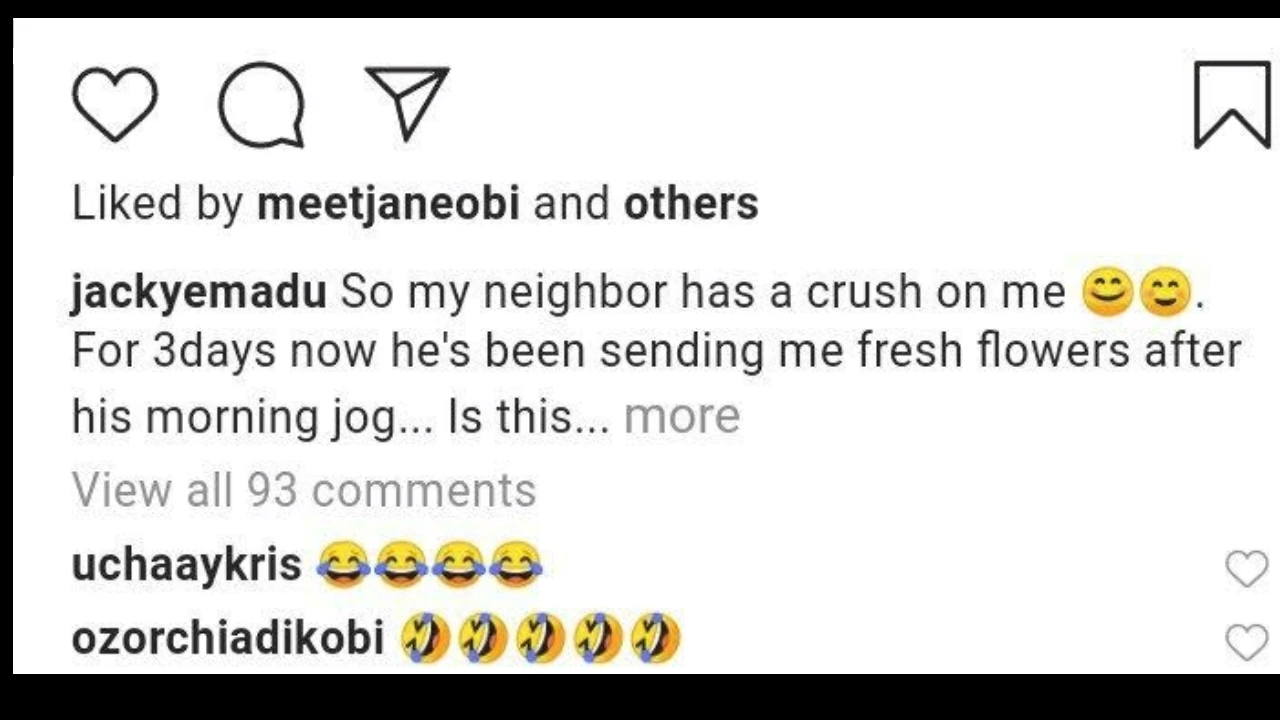 Liked by meetjaneobi and others
jackyemadu So my neighbor has a crush on me 😊😊.
For 3days now he's been sending me fresh flowers after
his morning jog... Is this... more
View all 93 comments
uchaaykris 😂😂😂😂
ozorchiadikobi 🤣🤣🤣🤣🤣